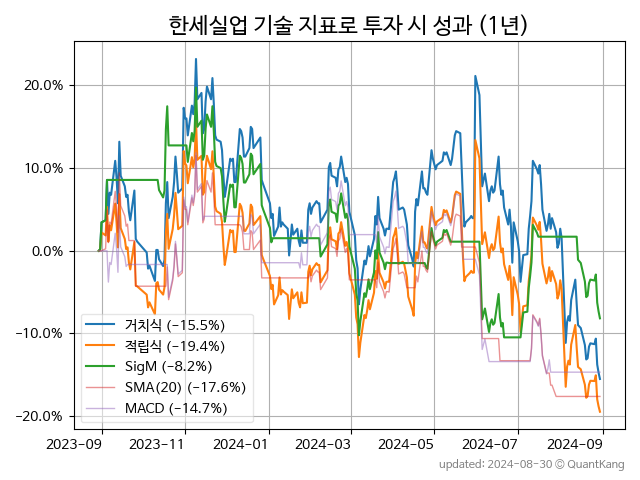 한세실업 기술 지표로 투자 시 성과 (1년)
20.0%
10.0%
0.0%
−10.0%
−20.0%
거치식 (−15.5%)
적립식 (−19.4%)
SigM (−8.2%)
SMA(20) (−17.6%)
MACD (−14.7%)
2023-09 2023-11 2024-01 2024-03 2024-05 2024-07 2024-09
updated: 2024-08-30 © QuantKang